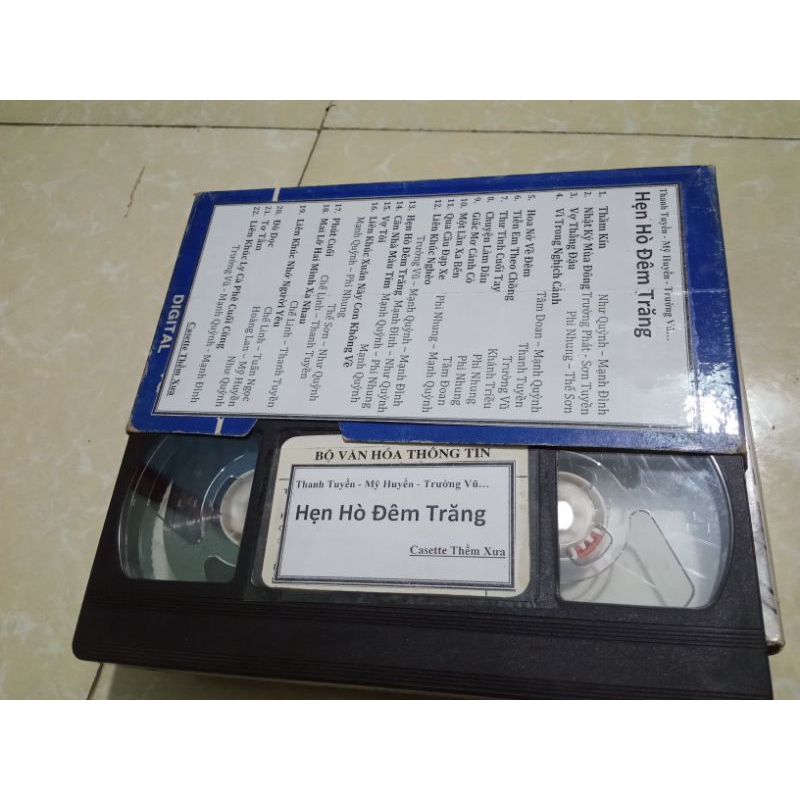 Thanh Tuyền - Mỹ Huyền - Trường Vũ...
Hẹn Hò Đêm Trăng
1. Thầm Kín Như Quỳnh – Mạnh Đình
2. Nhật Ký Mùa Đông Trường Phát - Sơn Tuyền
3. Vợ Thằng Đậu Phi Nhung – Thế Sơn
4. Vì Trong Nghịch Cảnh
Tâm Đoan – Mạnh Quỳnh
5. Hoa Nở Về Đêm Thanh Tuyền
6. Tiễn Em Theo Chồng Trường Vũ
7. Thư Tình Cuối Tay Khánh Triều
8. Chuyện Làm Dâu Phi Nhung
9. Giấc Mơ Cánh Cò Phi Nhung
10. Một Lần Xa Bến Tâm Đoan
11. Qua Cầu Đạp Xe Phi Nhung – Mạnh Quỳnh
12. Liên Khúc Nghèo
Trường Vũ – Mạnh Quỳnh – Mạnh Đình
13. Hẹn Hò Đêm Trăng Mạnh Đình – Như Quỳnh
14. Căn Nhà Màu Tím Mạnh Quỳnh – Phi Nhung
15. Vợ Tôi Mạnh Quỳnh
16. Liên Khúc Xuân Này Con Không Về
Mạnh Quỳnh – Phi Nhung
17. Phút Cuối Thế Sơn – Như Quỳnh
18. Mai Lỡ Hai Mình Xa Nhau
Chế Linh – Thanh Tuyền
19. Liên Khúc Nhớ Người Yêu
Chế Linh – Thanh Tuyền
20. Đò Dọc Chế Linh – Tuấn Ngọc
21. Tơ Tằm Hoàng Lan – Mỹ Huyền
22. Liên Khúc Ly Cà Phê Cuối Cùng Như Quỳnh
Trường Vũ - Mạnh Quỳnh - Mạnh Đình
Casette Thềm Xưa
DIGITAL
BỘ VĂN HÓA THÔNG TIN
Thanh Tuyền - Mỹ Huyền - Trường Vũ...
Hẹn Hò Đêm Trăng
Casette Thềm Xưa